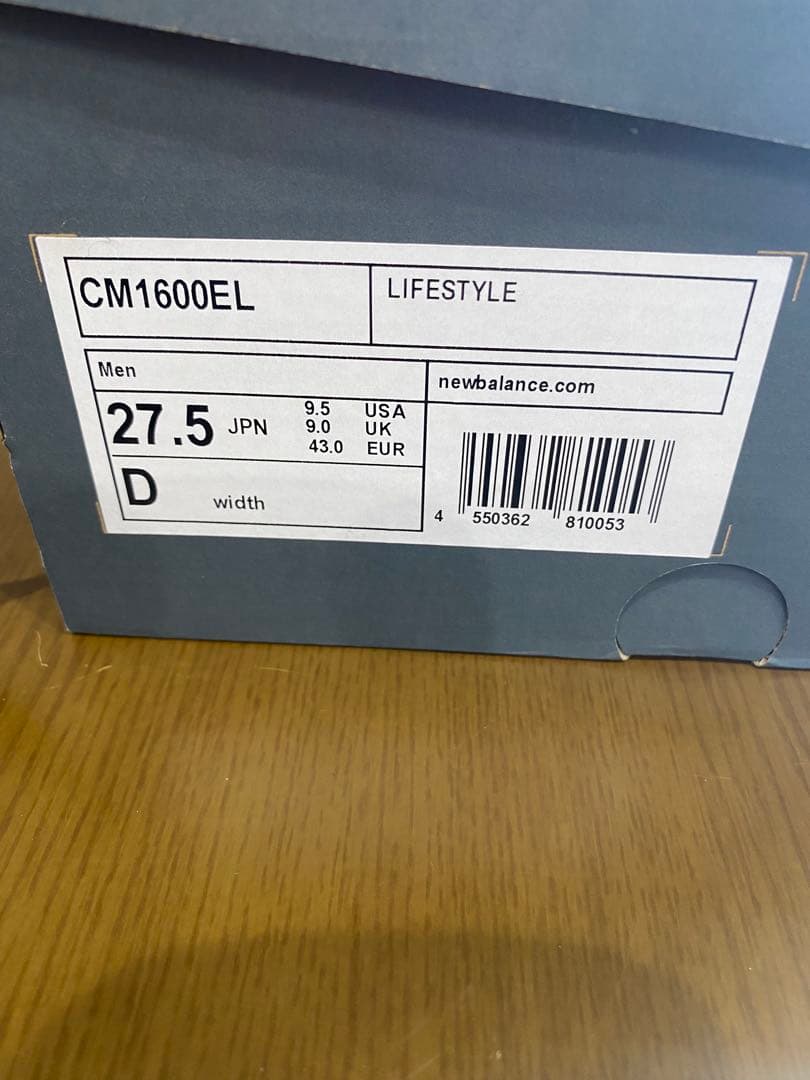 CM1600EL
LIFESTYLE
Men
newbalance.com
27.5 JPN
9.5 USA
9.0 UK
43.0 EUR
D width
4 550362 810053